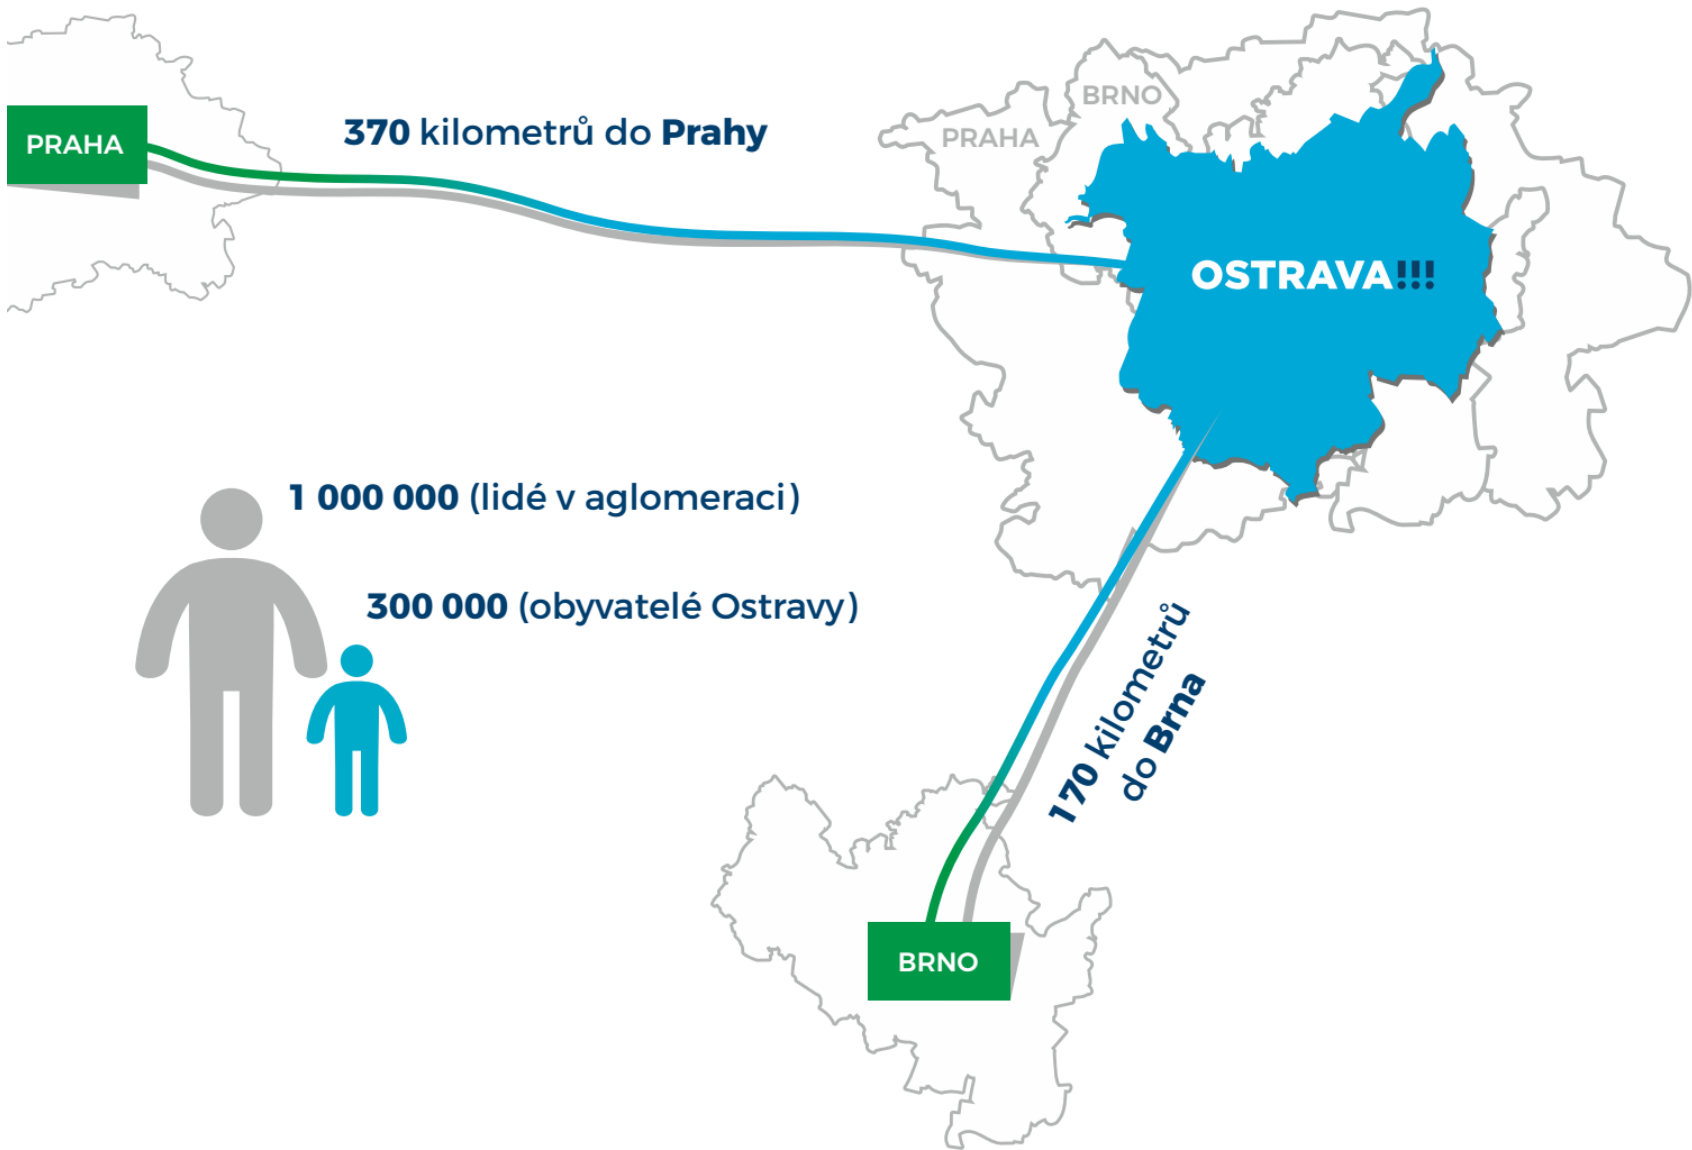 PRAHA
370 kilometrů do Prahy
BRNO
PRAHA
OSTRAVA!!!
1 000 000 (lidé v aglomeraci)
300 000 (obyvatelé Ostravy)
170 kilometrů
do Brna
BRNO